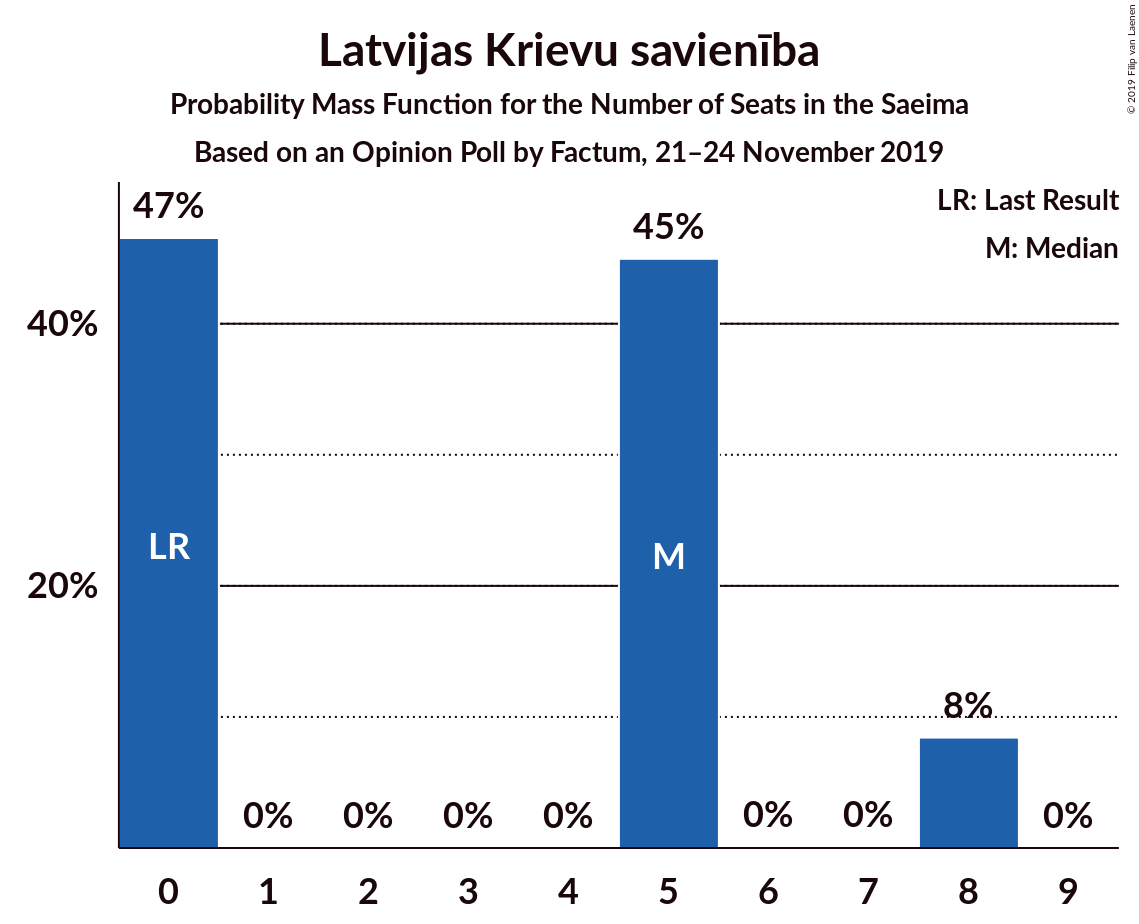 Latvijas Krievu savienība
Probability Mass Function for the Number of Seats in the Saeima
Based on an Opinion Poll by Factum, 21–24 November 2019
© 2019 Filip van Laenen
LR: Last Result
M: Median
47%
45%
40%
LR
M
20%
8%
0%
0%
0%
0%
0%
0%
0%
0
1
2
3
4
5
6
7
8
9